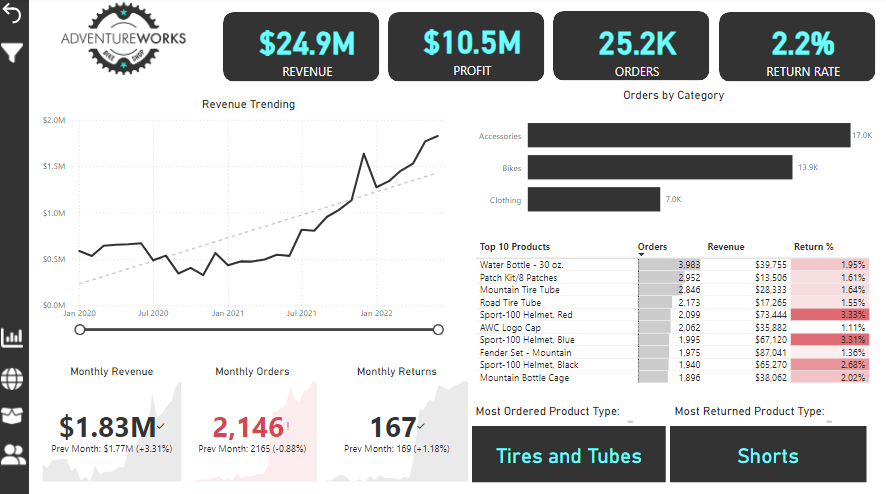 ADVENTUREWORKS
BIKE SHOP
$24.9M
REVENUE
$10.5M
PROFIT
25.2K
ORDERS
2.2%
RETURN RATE
Revenue Trending
$2.0M
$1.5M
$1.0M
$0.5M
$0.0M
Jan 2020 Jul 2020 Jan 2021 Jul 2021 Jan 2022
Orders by Category
Accessories 17.0K
Bikes 13.9K
Clothing 7.0K
Top 10 Products Orders Revenue Return %
Water Bottle - 30 oz. 3,983 $39,755 1.95%
Patch Kit/8 Patches 2,952 $13,506 1.61%
Mountain Tire Tube 2,846 $28,333 1.64%
Road Tire Tube 2,173 $17,265 1.55%
Sport-100 Helmet, Red 2,099 $73,444 3.33%
AWC Logo Cap 2,062 $35,882 1.11%
Sport-100 Helmet, Blue 1,995 $67,120 3.31%
Fender Set - Mountain 1,975 $87,041 1.36%
Sport-100 Helmet, Black 1,940 $65,270 2.68%
Mountain Bottle Cage 1,896 $38,062 2.02%
Monthly Revenue
$1.83M
Prev Month: $1.77M (+3.31%)
Monthly Orders
2,146!
Prev Month: 2165 (-0.88%)
Monthly Returns
167
Prev Month: 169 (+1.18%)
Most Ordered Product Type:
Tires and Tubes
Most Returned Product Type:
Shorts